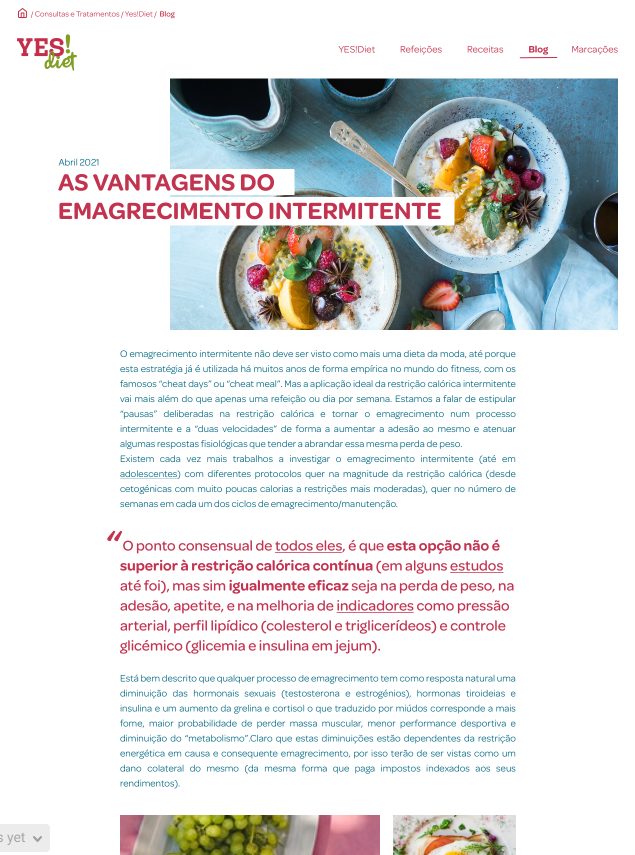 / Consultas e Tratamentos / Yes!Diet / Blog
YES!
diet
YES!Diet Refeições Receitas Blog Marcações
Abril 2021
AS VANTAGENS DO
EMAGRECIMENTO INTERMITENTE
O emagrecimento intermitente não deve ser visto como mais uma dieta da moda, até porque
esta estratégia já é utilizada há muitos anos de forma empírica no mundo do fitness, com os
famosos “cheat days” ou “cheat meal”. Mas a aplicação ideal da restrição calórica intermitente
vai mais além do que apenas uma refeição ou dia por semana. Estamos a falar de estipular
“pausas” deliberadas na restrição calórica e tornar o emagrecimento num processo
intermitente e a “duas velocidades” de forma a aumentar a adesão ao mesmo e atenuar
algumas respostas fisiológicas que tender a abrandar essa mesma perda de peso.
Existem cada vez mais trabalhos a investigar o emagrecimento intermitente (até em
adolescentes) com diferentes protocolos quer na magnitude da restrição calórica (desde
cetogénicas com muito poucas calorias a restrições mais moderadas), quer no número de
semanas em cada um dos ciclos de emagrecimento/manutenção.
“O ponto consensual de todos eles, é que esta opção não é
superior à restrição calórica contínua (em alguns estudos
até foi), mas sim igualmente eficaz seja na perda de peso, na
adesão, apetite, e na melhoria de indicadores como pressão
arterial, perfil lipídico (colesterol e triglicerídeos) e controle
glicémico (glicemia e insulina em jejum).
Está bem descrito que qualquer processo de emagrecimento tem como resposta natural uma
diminuição das hormonais sexuais (testosterona e estrogénios), hormonas tiroideias e
insulina e um aumento da grelina e cortisol o que traduzido por miúdos corresponde a mais
fome, maior probabilidade de perder massa muscular, menor performance desportiva e
diminuição do “metabolismo”.Claro que estas diminuições estão dependentes da restrição
energética em causa e consequente emagrecimento, por isso terão de ser vistas como um
dano colateral do mesmo (da mesma forma que paga impostos indexados aos seus
rendimentos).
s yet